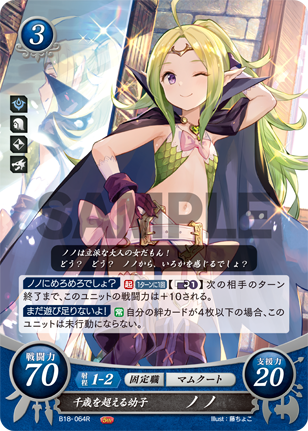 3
SAMPLE
ノノは立派な大人の女だもん!
どう? どう? ノノから、いろかを感じるでしょ?
ノノにめろめろでしょ? 起 1ターンに1回 【1】 次の相手のターン
終了まで、このユニットの戦闘力は+10される。
まだ遊び足りないよ! 常 自分の絆カードが4枚以下の場合、この
ユニットは未行動にならない。
戦闘力
70
射程 1-2 固定職 マムクート
支援力
20
千歳を超える幼子 ノノ
B18-064R
Illust:藤ちょこ